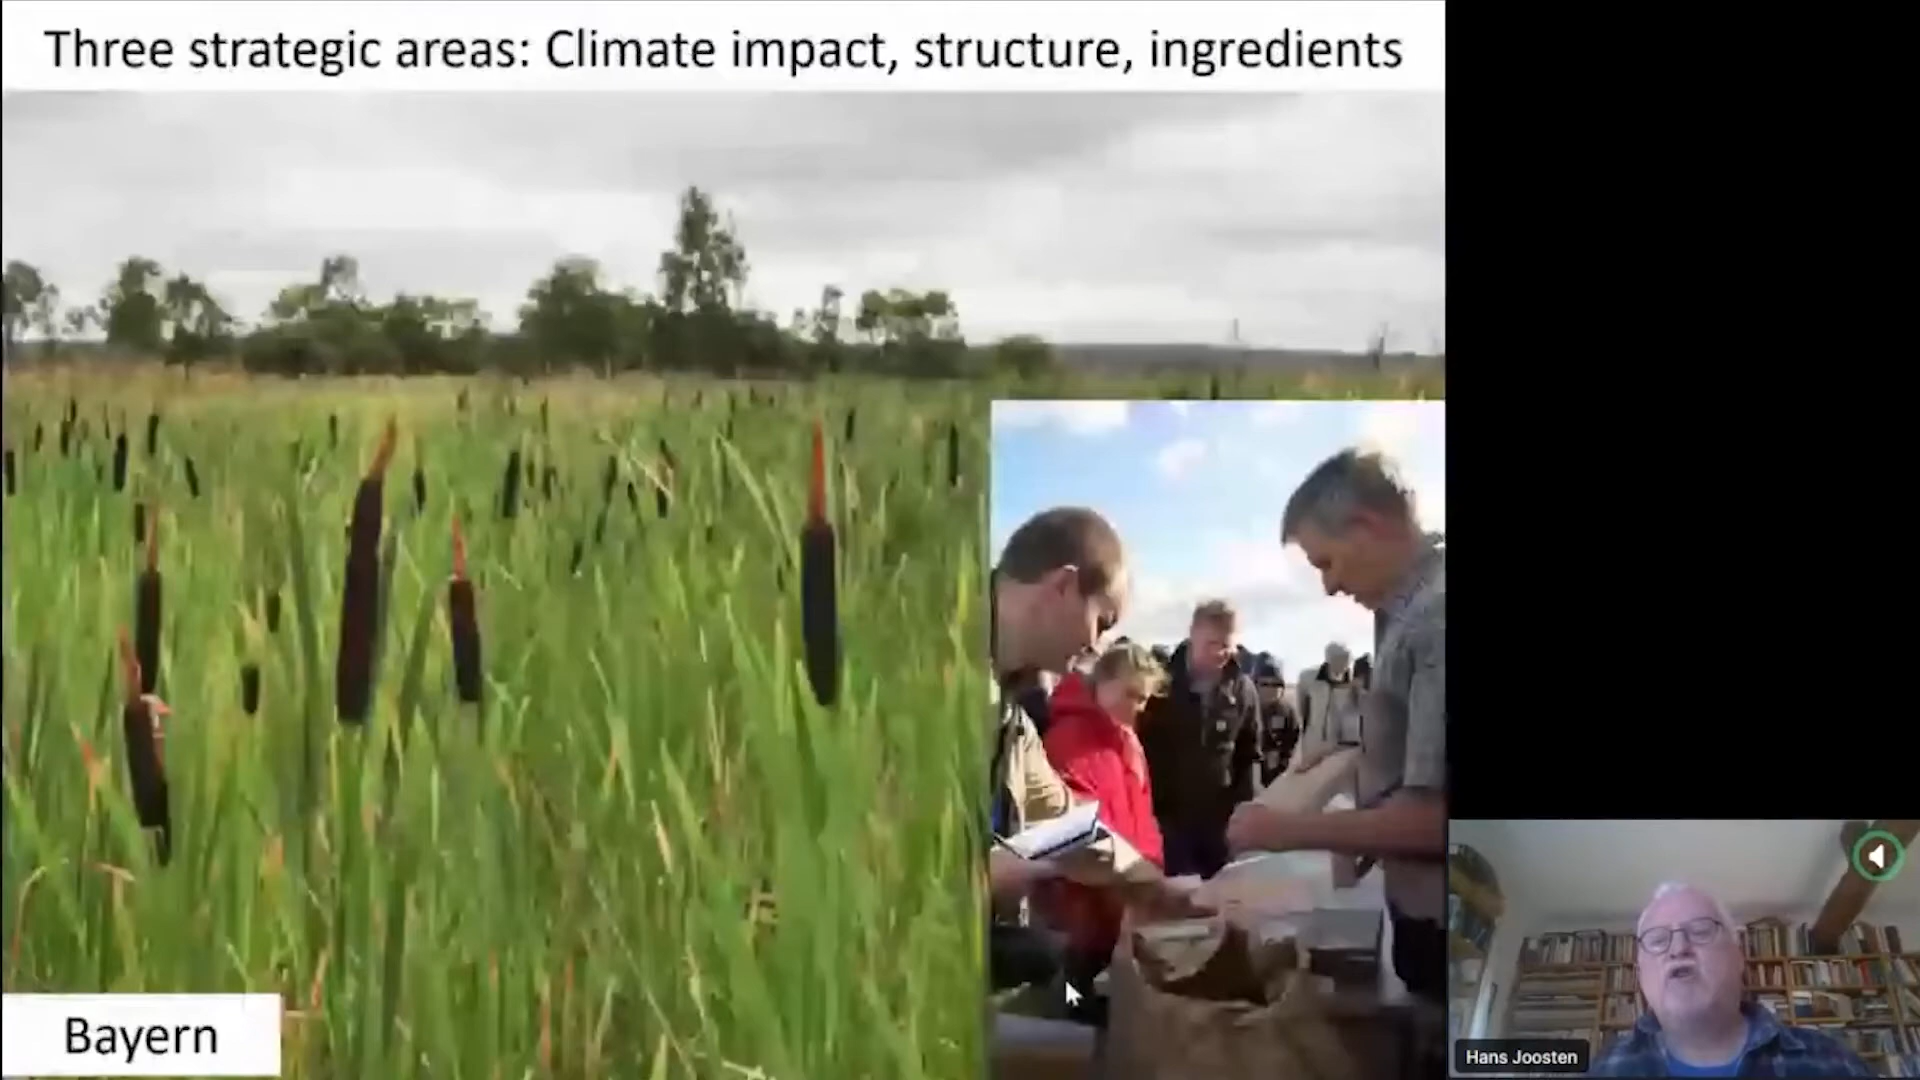 Three strategic areas: Climate impact, structure, ingredients
Bayern
Hans Joosten